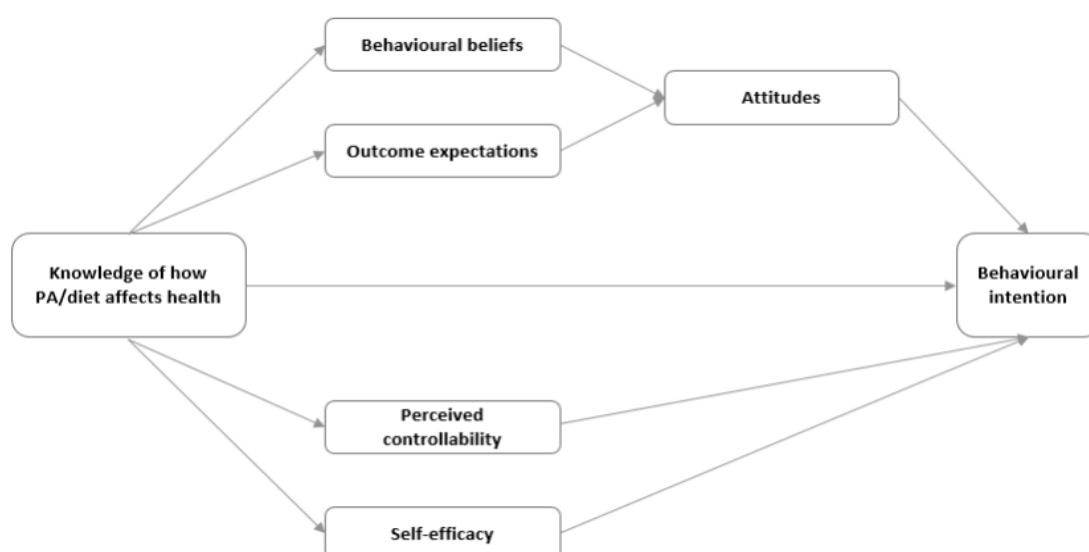 Behavioural beliefs
Attitudes
Outcome expectations
Knowledge of how
PA/diet affects health
Behavioural
intention
Perceived
controllability
Self-efficacy